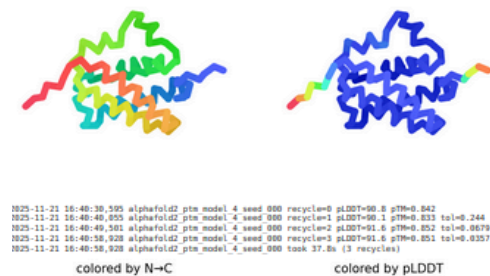 2025-11-21 16:40:30,595 alphafold2_ptm_model_4_seed_000 recycle=0 pLDDT=90.8 pTM=0.842
2025-11-21 16:40:40,055 alphafold2_ptm_model_4_seed_000 recycle=1 pLDDT=90.1 pTM=0.833 tol=0.244
2025-11-21 16:40:49,501 alphafold2_ptm_model_4_seed_000 recycle=2 pLDDT=91.6 pTM=0.852 tol=0.0679
2025-11-21 16:40:58,928 alphafold2_ptm_model_4_seed_000 recycle=3 pLDDT=91.6 pTM=0.851 tol=0.0357
2025-11-21 16:40:58,928 alphafold2_ptm_model_4_seed_000 took 37.8s (3 recycles)
colored by N→C
colored by pLDDT